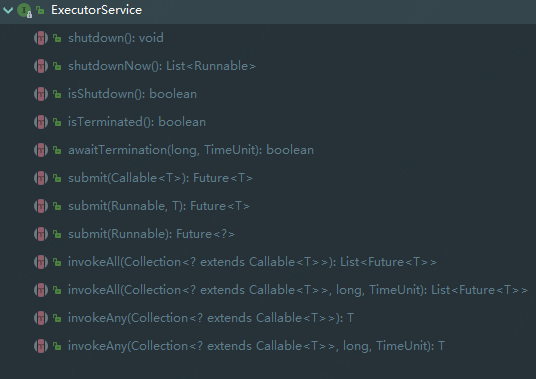 ExecutorService
shutdown(): void
shutdownNow(): List<Runnable>
isShutdown(): boolean
isTerminated(): boolean
awaitTermination(long, TimeUnit): boolean
submit(Callable<T>): Future<T>
submit(Runnable, T): Future<T>
submit(Runnable): Future<?>
invokeAll(Collection<? extends Callable<T>>): List<Future<T>>
invokeAll(Collection<? extends Callable<T>>, long, TimeUnit): List<Future<T>>
invokeAny(Collection<? extends Callable<T>>): T
invokeAny(Collection<? extends Callable<T>>, long, TimeUnit): T